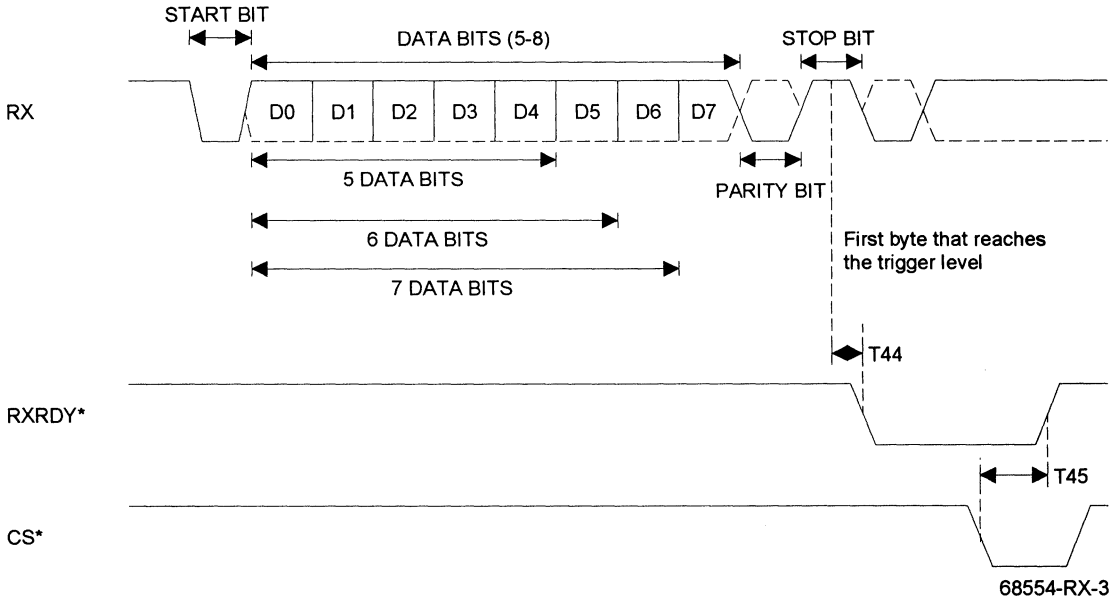 START BIT
DATA BITS (5-8)
STOP BIT
RX
D0 D1 D2 D3 D4 D5 D6 D7
5 DATA BITS
PARITY BIT
6 DATA BITS
First byte that reaches
the trigger level
7 DATA BITS
T44
RXRDY*
T45
CS*
68554-RX-3